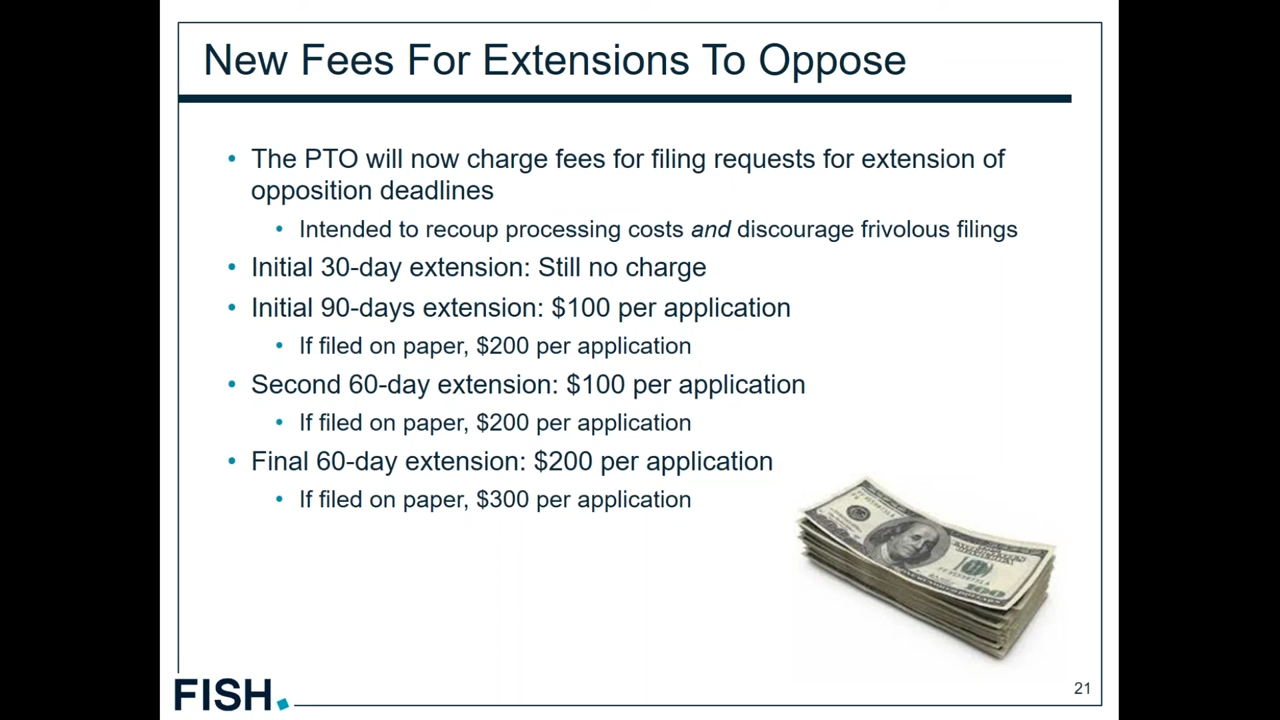 New Fees For Extensions To Oppose
• The PTO will now charge fees for filing requests for extension of
opposition deadlines
• Intended to recoup processing costs and discourage frivolous filings
• Initial 30-day extension: Still no charge
• Initial 90-days extension: $100 per application
• If filed on paper, $200 per application
• Second 60-day extension: $100 per application
• If filed on paper, $200 per application
• Final 60-day extension: $200 per application
• If filed on paper, $300 per application
100
FISH.
21